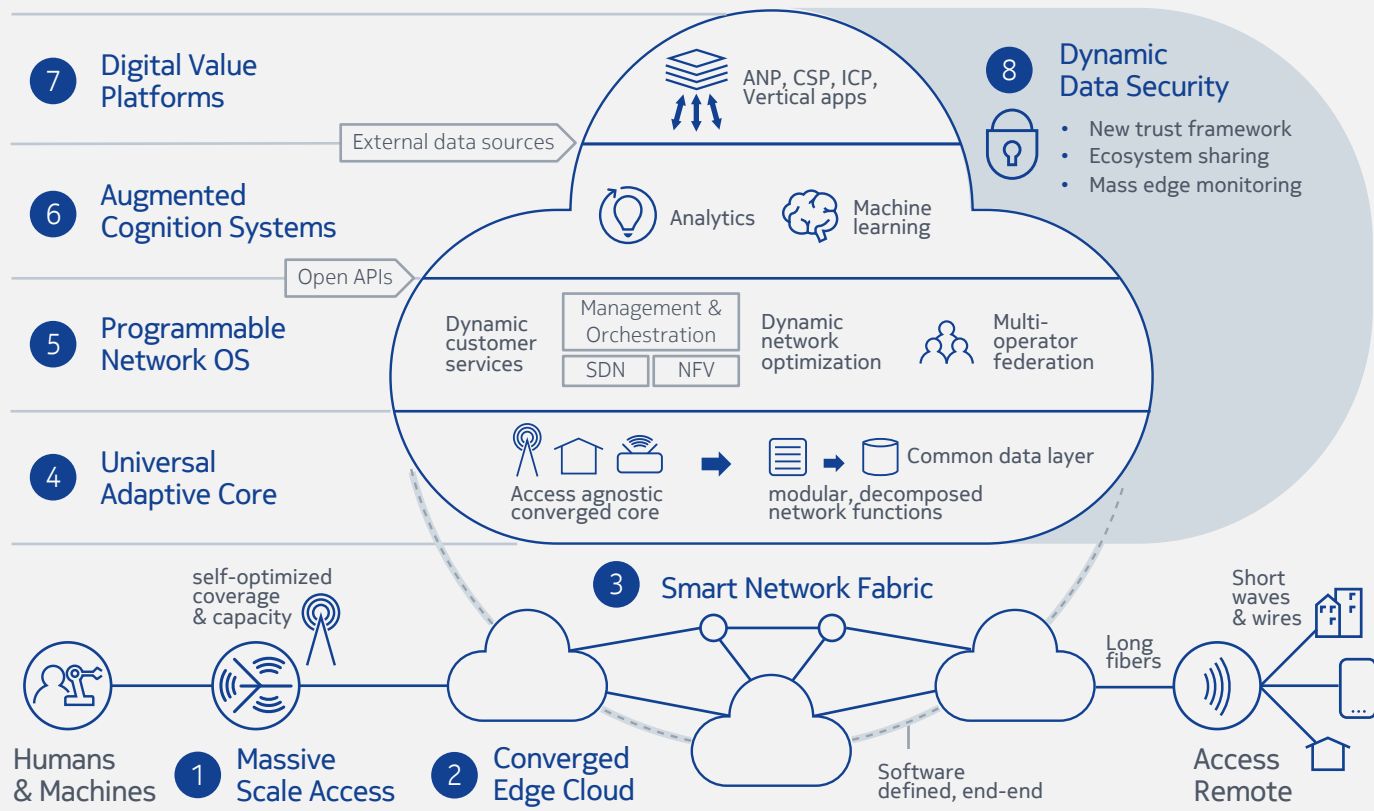 7
Digital Value
Platforms
ANP, CSP, ICP,
Vertical apps
8
Dynamic
Data Security
• New trust framework
• Ecosystem sharing
• Mass edge monitoring
External data sources
6
Augmented
Cognition Systems
Analytics
Machine
learning
Open APIs
5
Programmable
Network OS
Dynamic
customer
services
Management &
Orchestration
SDN
NFV
Dynamic
network
optimization
Multi-
operator
federation
4
Universal
Adaptive Core
Access agnostic
converged core
modular, decomposed
network functions
Common data layer
self-optimized
coverage
& capacity
3
Smart Network Fabric
Short
waves
& wires
Long
fibers
Humans
& Machines
1
Massive
Scale Access
2
Converged
Edge Cloud
Software
defined, end-end
Access
Remote